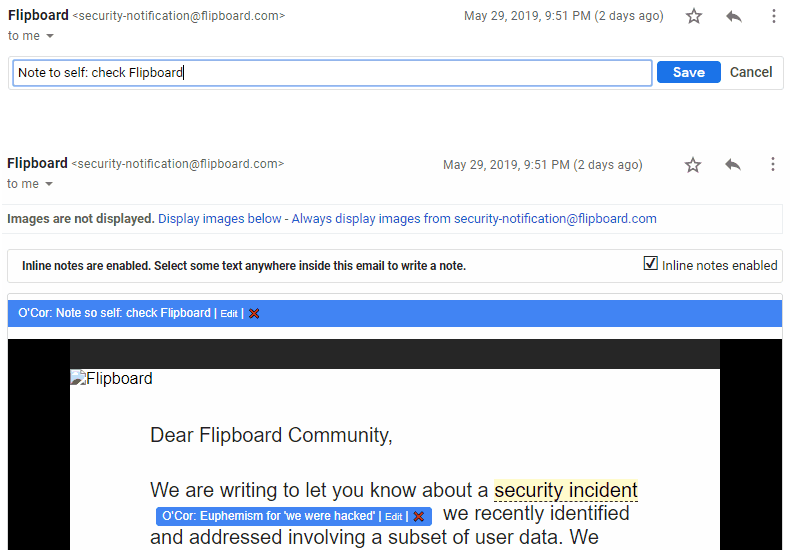 Flipboard <security-notification@flipboard.com> May 29, 2019, 9:51 PM (2 days ago)
to me
Note to self: check Flipboard Save Cancel
Flipboard <security-notification@flipboard.com> May 29, 2019, 9:51 PM (2 days ago)
to me
Images are not displayed. Display images below - Always display images from security-notification@flipboard.com
Inline notes are enabled. Select some text anywhere inside this email to write a note. Inline notes enabled
O'Cor: Note so self: check Flipboard | Edit |
Flipboard
Dear Flipboard Community,
We are writing to let you know about a security incident
O'Cor: Euphemism for 'we were hacked' | Edit | we recently identified
and addressed involving a subset of user data. We